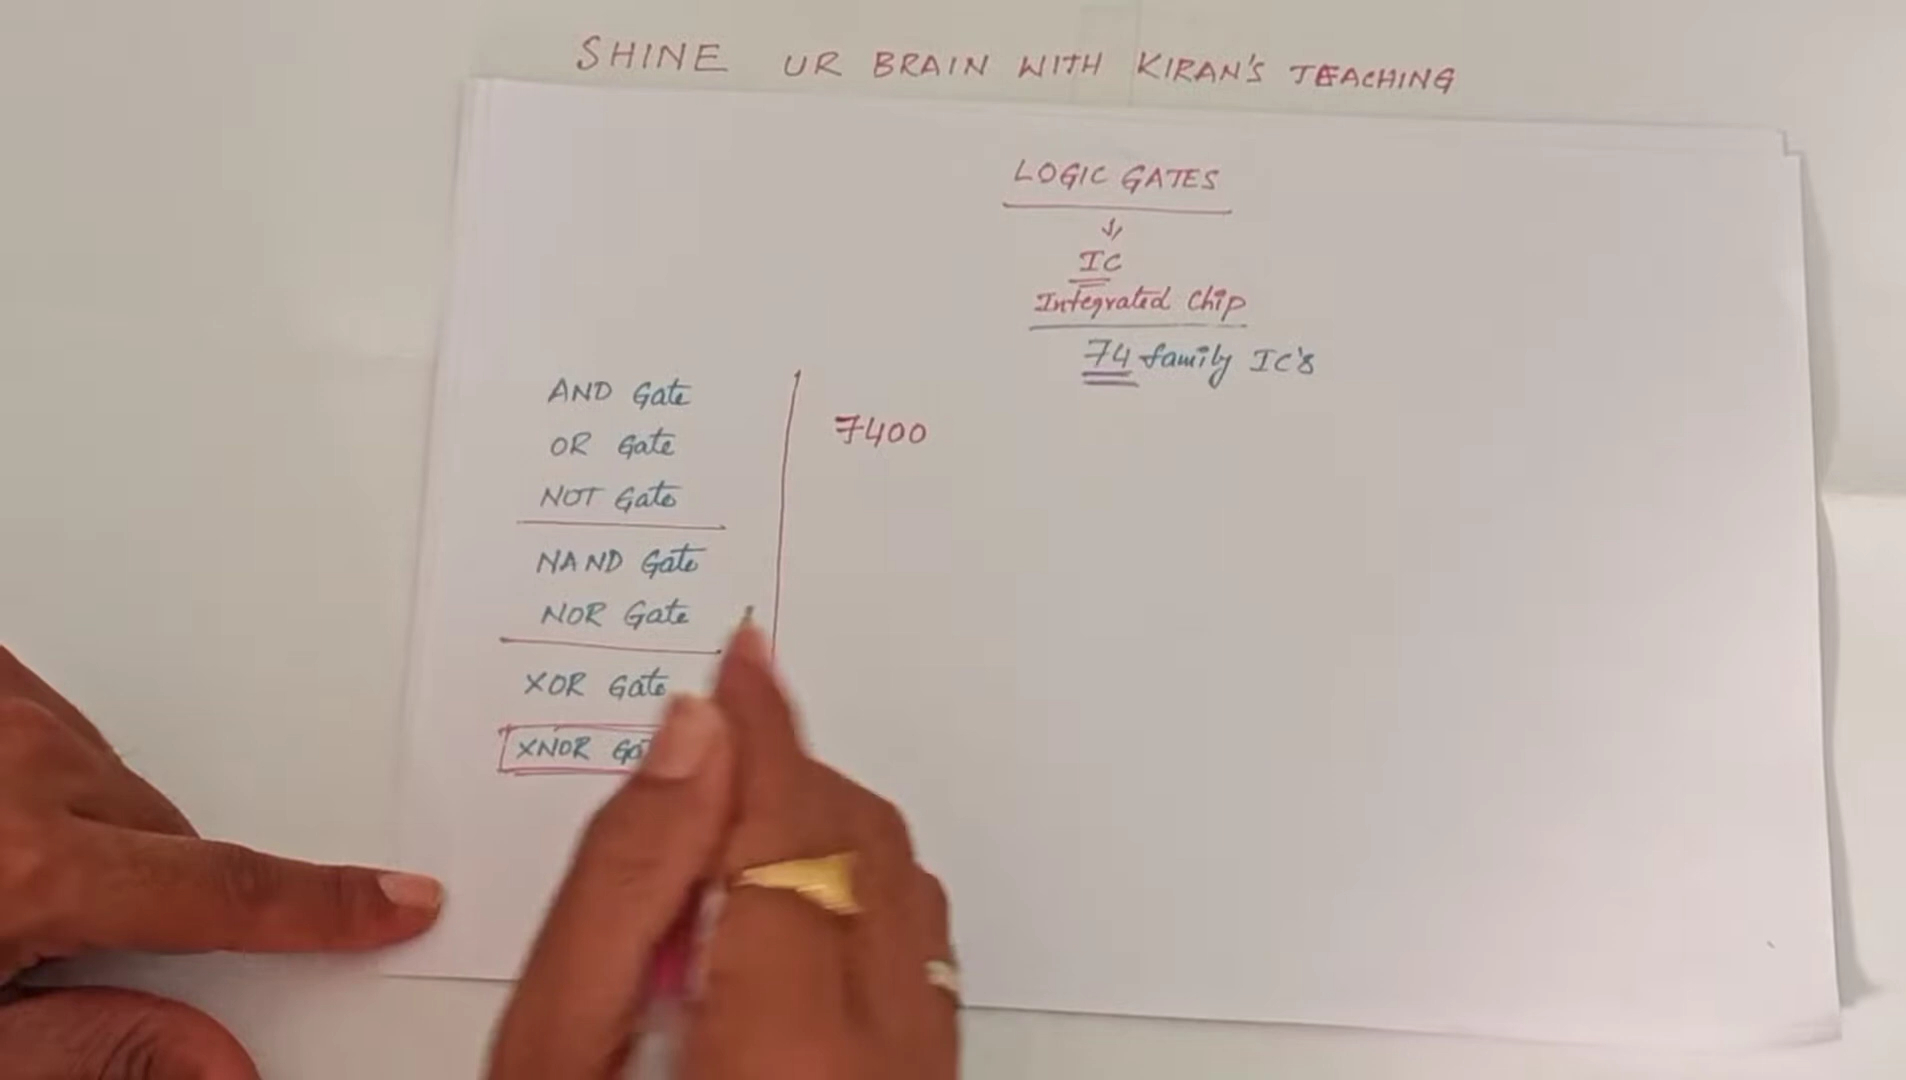 SHINE UR BRAIN WITH KIRAN'S TEACHING
LOGIC GATES
IC
Integrated Chip
74 family IC's
AND Gate
OR Gate
NOT Gate
NAND Gate
NOR Gate
XOR Gate
XNOR
7400